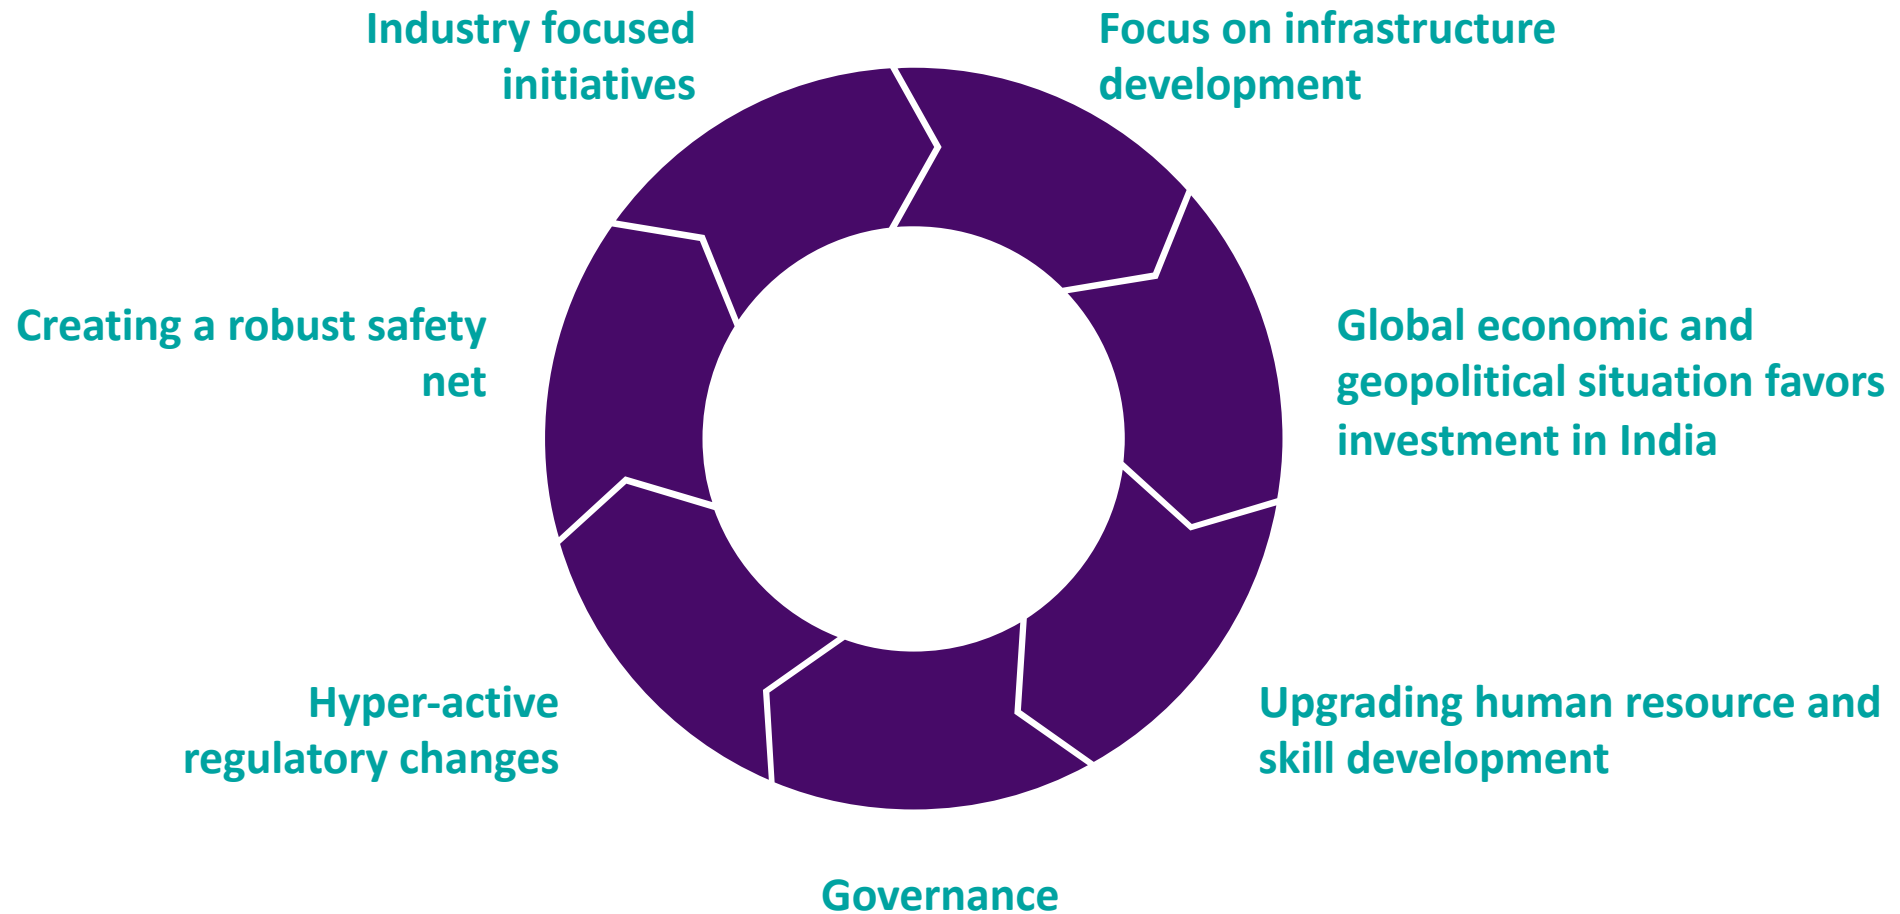 Industry focused
initiatives
Focus on infrastructure
development
Creating a robust safety
net
Global economic and
geopolitical situation favors
investment in India
Hyper-active
regulatory changes
Upgrading human resource and
skill development
Governance